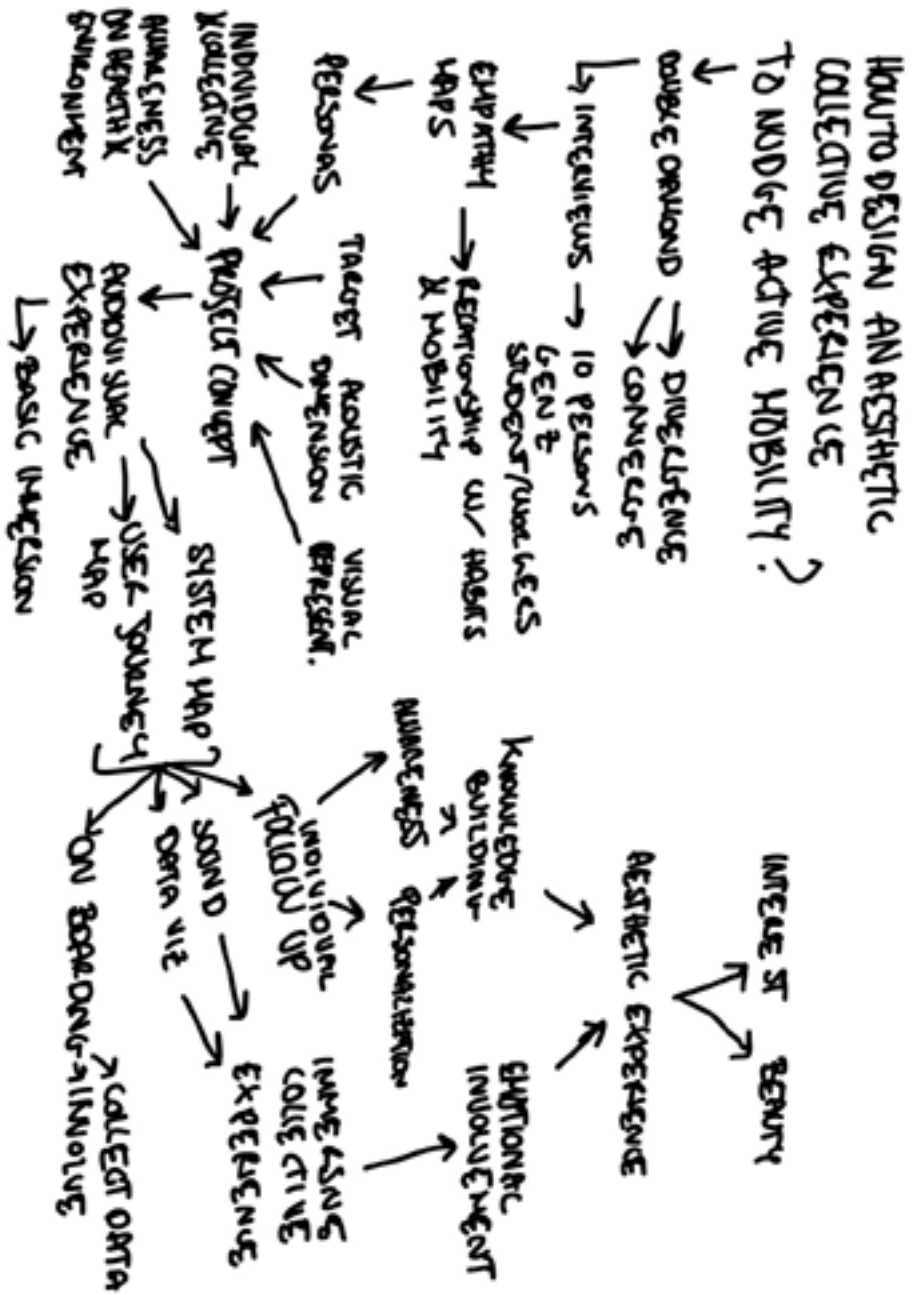 HOW TO DESIGN AN AESTHETIC
COLLECTIVE EXPERIENCE
TO NUDGE ACTIVE MOBILITY?
DOUBLE DIAMOND
DIVERGENCE
CONVERGE
INTERVIEWS
10 PERSONS
GEN Z
STUDENT/WORKERS
EMPATHY
MAPS
RELATIONSHIP W/ HABITS
& MOBILITY
PERSONAS
TARGET
ACOUSTIC
DIMENSION
VISUAL
REPRESENT.
INDIVIDUAL
& COLLECTIVE
AWARENESS
ON HEALTH &
ENVIRONMENT
PROJECT CONCEPT
AUDIOVISUAL
EXPERIENCE
BASIC IMMERSION
SYSTEM MAP
USER JOURNEY
MAP
INTEREST
BEAUTY
AESTHETIC EXPERIENCE
KNOWLEDGE
BUILDING
EMOTIONAL
INVOLVEMENT
AWARENESS
PERSONALIZATION
INDIVIDUAL
FOLLOW UP
IMMERSIVE
COLLECTIVE
EXPERIENCE
SOUND
DATA VIZ
COLLECT DATA
ON BOARDING
INVOLVE